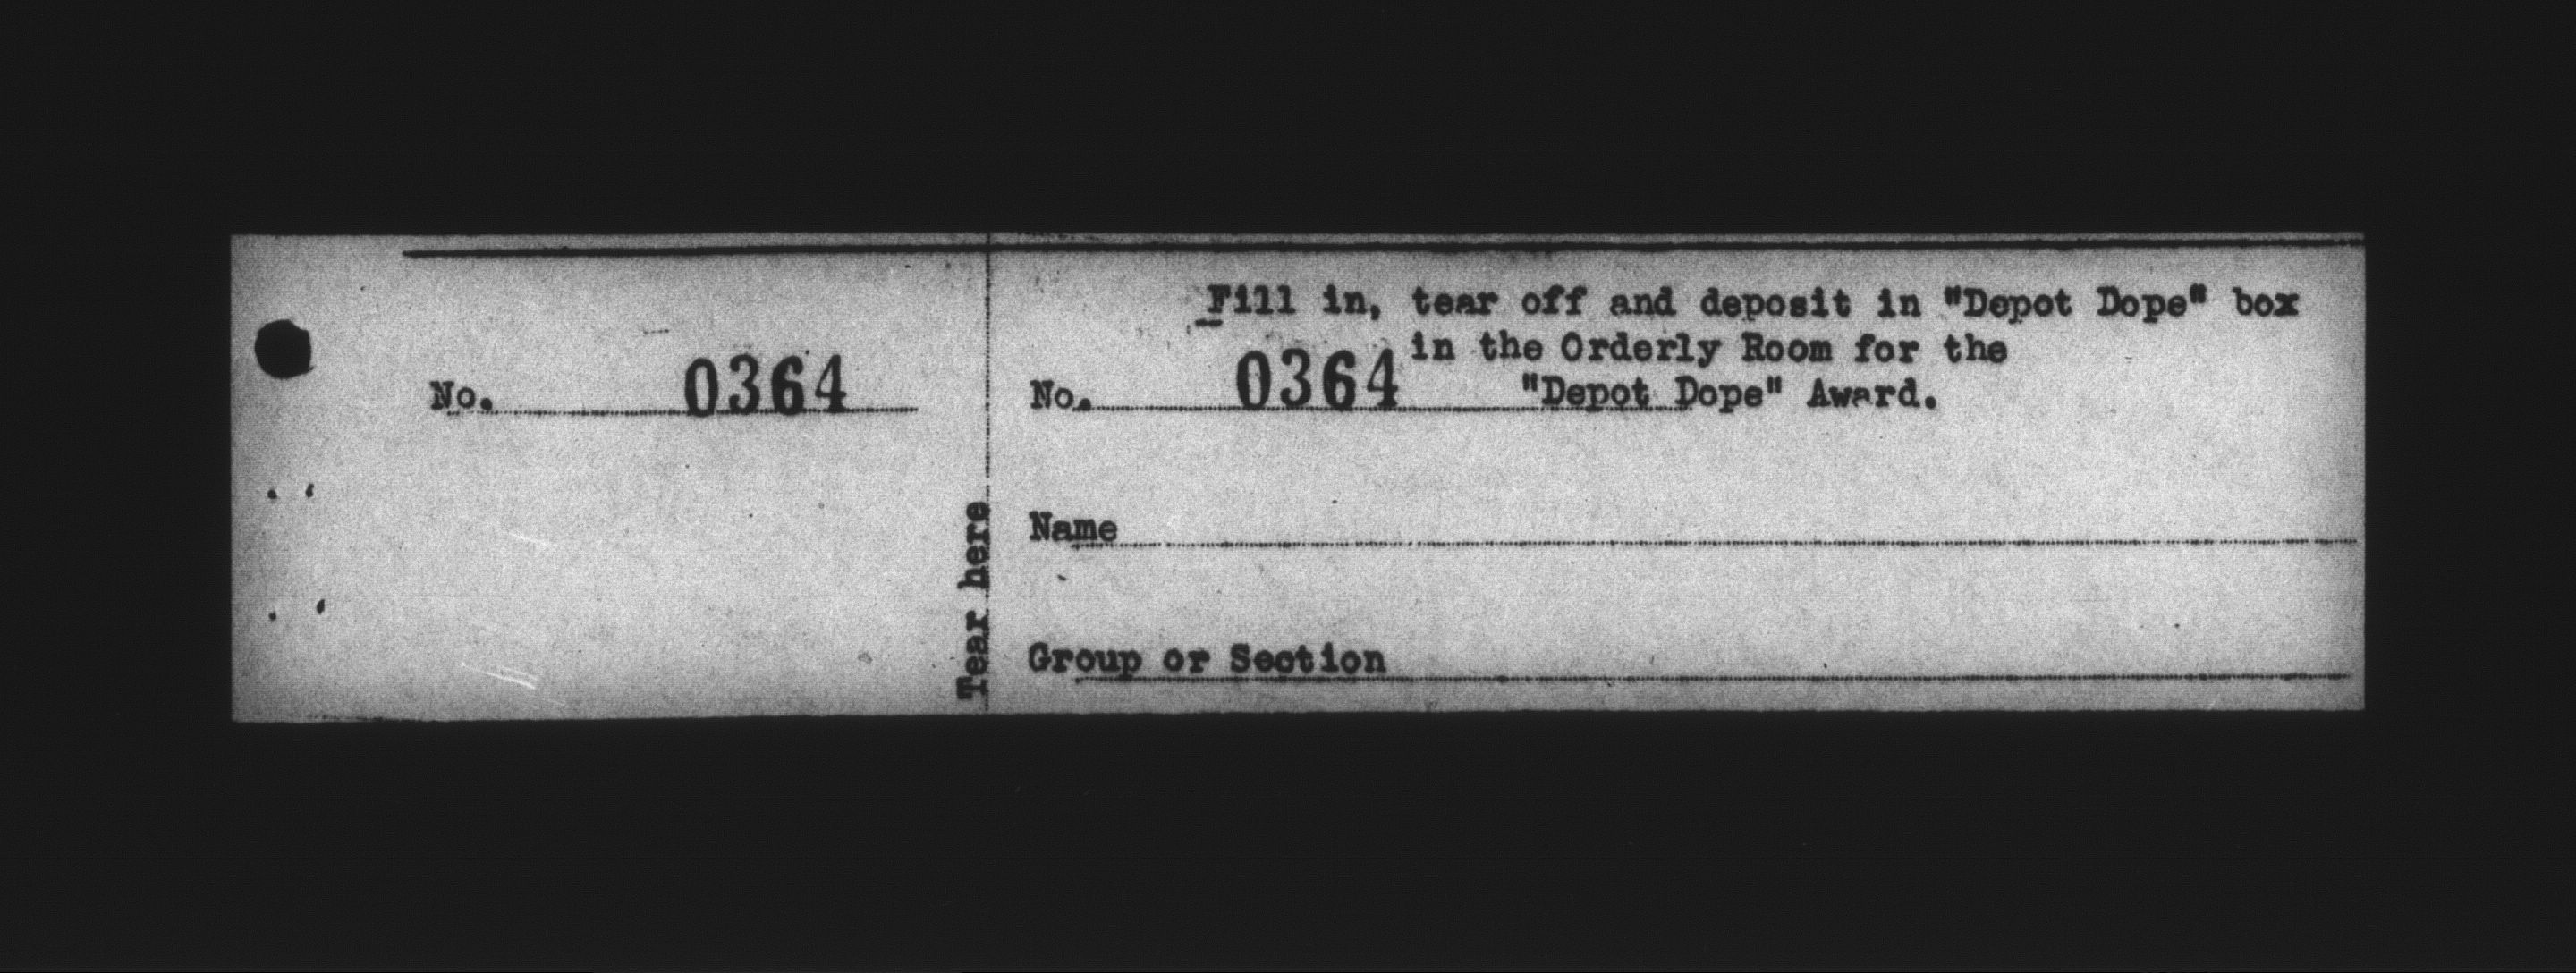 No. 0364
Tear here
Fill in, tear off and deposit in "Depot Dope" box
in the Orderly Room for the
No. 0364 "Depot Dope" Award.
Name
Group or Section